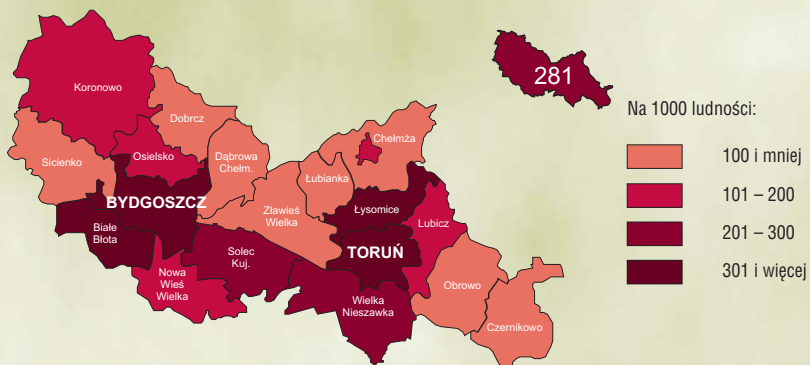 281
Na 1000 ludności:
100 i mniej
101 – 200
201 – 300
301 i więcej
Koronowo
Dobrcz
Sicienko
Osielsko
Dąbrowa
Chełm.
Chełmża
Łubianka
BYDGOSZCZ
Złowieś
Wielka
Łysomice
Lubicz
Białe
Błota
Solec
Kuj.
TORUŃ
Nowa
Wieś
Wielka
Wielka
Nieszawka
Obrowo
Czernikowo